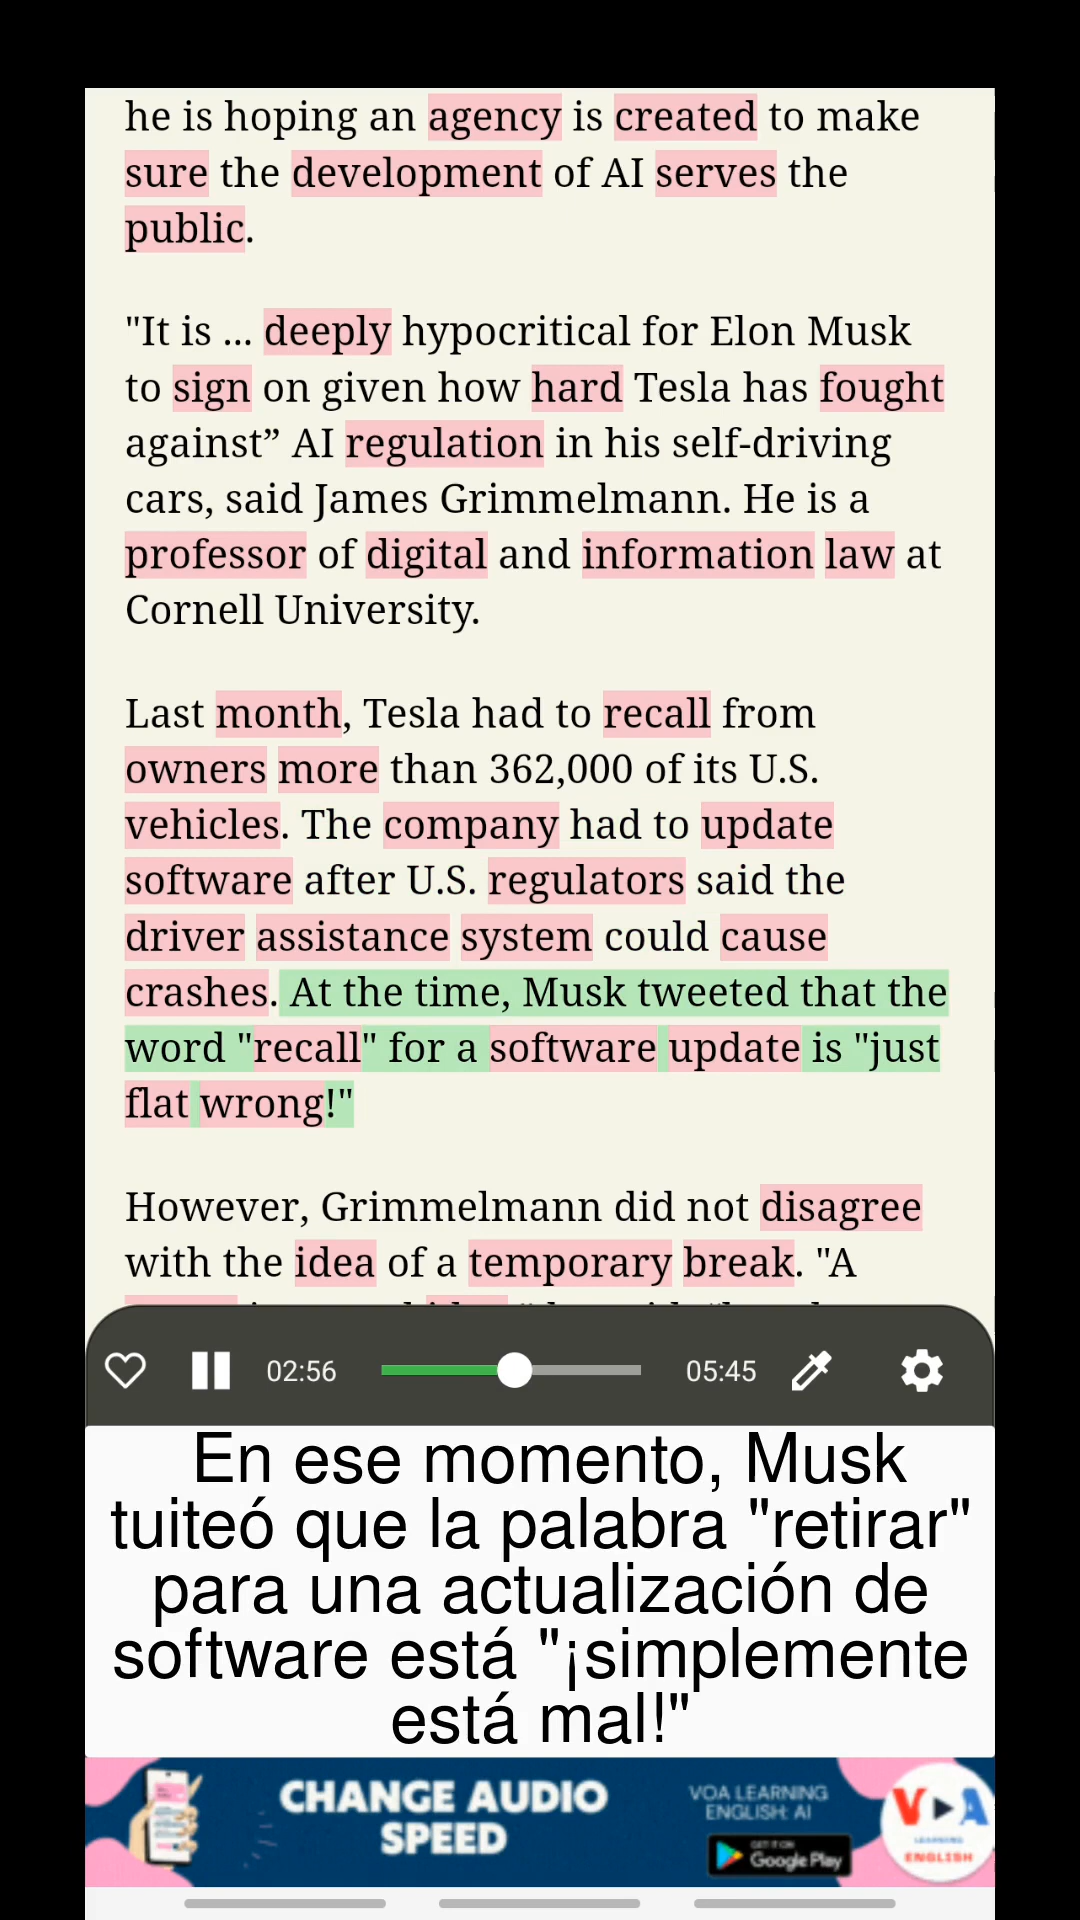 he is hoping an agency is created to make
sure the development of AI serves the
public.
"It is ... deeply hypocritical for Elon Musk
to sign on given how hard Tesla has fought
against” AI regulation in his self-driving
cars, said James Grimmelmann. He is a
professor of digital and information law at
Cornell University.
Last month, Tesla had to recall from
owners more than 362,000 of its U.S.
vehicles. The company had to update
software after U.S. regulators said the
driver assistance system could cause
crashes. At the time, Musk tweeted that the
word "recall" for a software update is "just
flat wrong!"
However, Grimmelmann did not disagree
with the idea of a temporary break. "A
02:56 05:45
En ese momento, Musk
tuiteó que la palabra "retirar"
para una actualización de
software está "¡simplemente
está mal!"
CHANGE AUDIO
SPEED
VOA LEARNING
ENGLISH: AI
GET IT ON
Google Play
VOA
LEARNING
ENGLISH